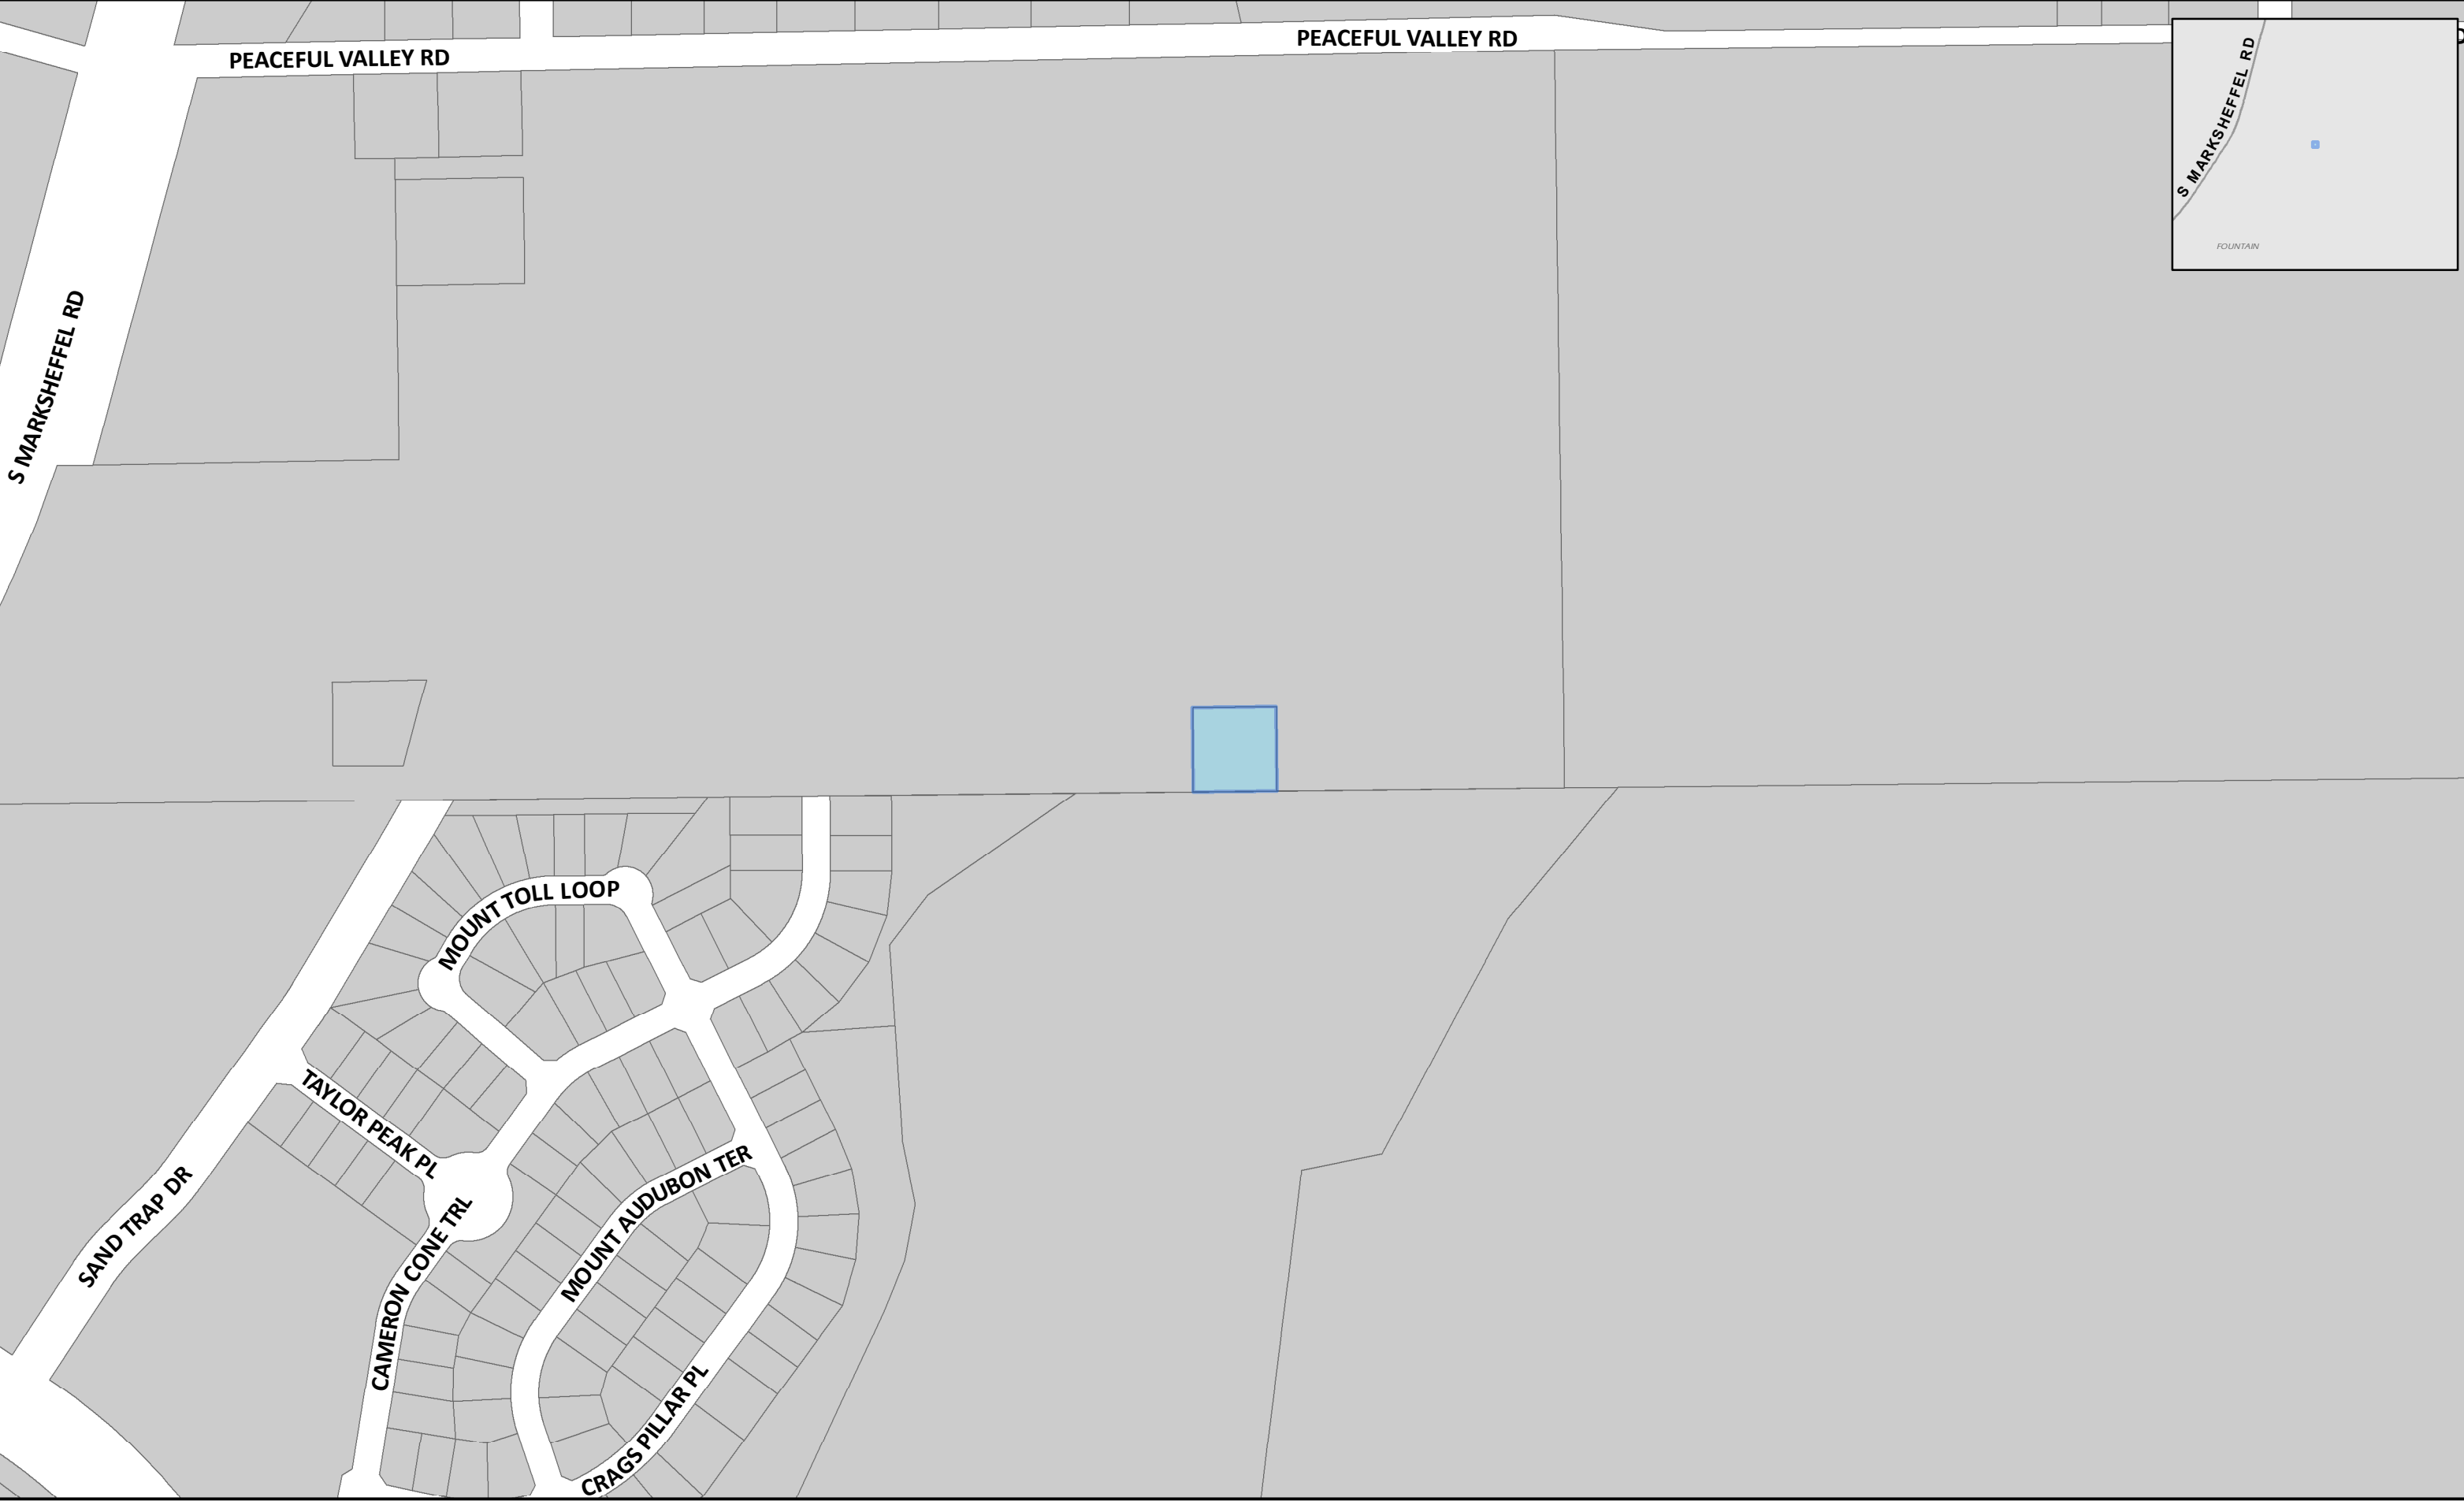 PEACEFUL VALLEY RD
PEACEFUL VALLEY RD
S MARKSHEFFEL RD
FOUNTAIN
S MARKSHEFFEL RD
MOUNT TOLL LOOP
TAYLOR PEAK PL
SAND TRAP DR
CAMERON CONE TRL
MOUNT AUDUBON TER
CRAGS PILLAR PL